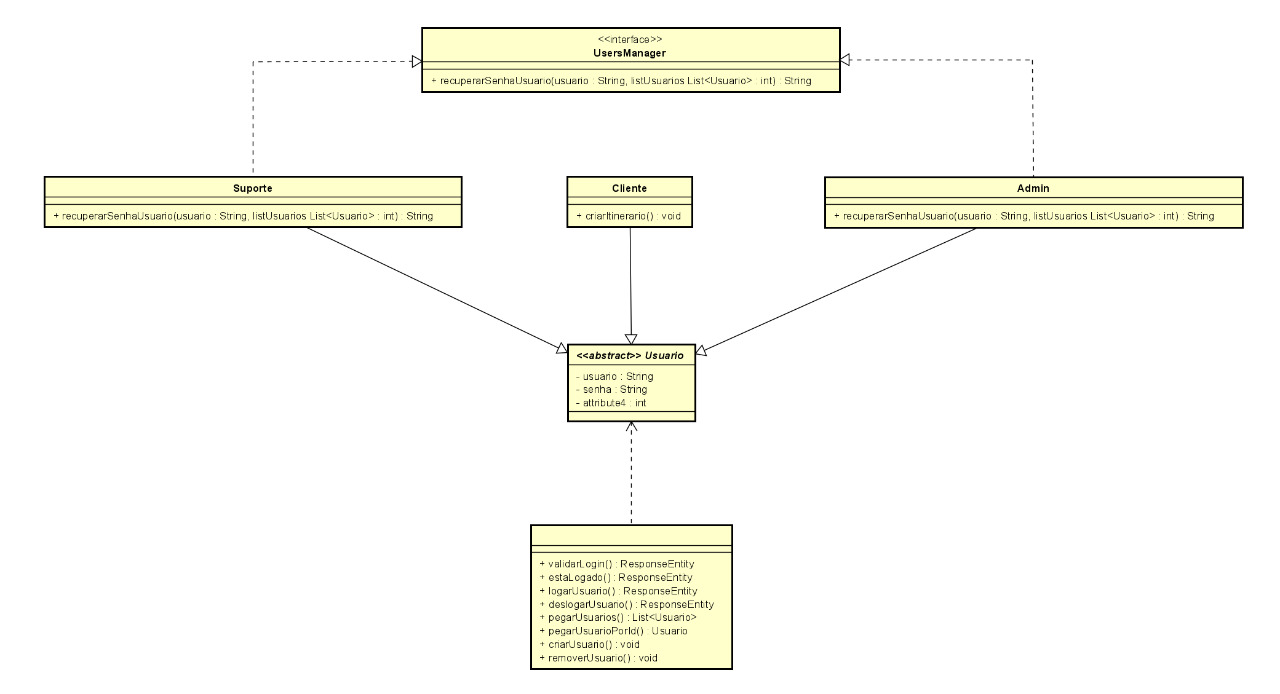 <<interface>>
UsersManager
+ recuperarSenhaUsuario(usuario : String, listUsuarios List<Usuario> : int) : String
Suporte
+ recuperarSenhaUsuario(usuario : String, listUsuarios List<Usuario> : int) : String
Cliente
+ criarItinerario() : void
Admin
+ recuperarSenhaUsuario(usuario : String, listUsuarios List<Usuario> : int) : String
<<abstract>> Usuario
- usuario : String
- senha : String
- attribute4 : int
+ validarLogin() : ResponseEntity
+ estaLogado() : ResponseEntity
+ logarUsuario() : ResponseEntity
+ deslogarUsuario() : ResponseEntity
+ pegarUsuarios() : List<Usuario>
+ pegarUsuarioPorId() : Usuario
+ criarUsuario() : void
+ removerUsuario() : void